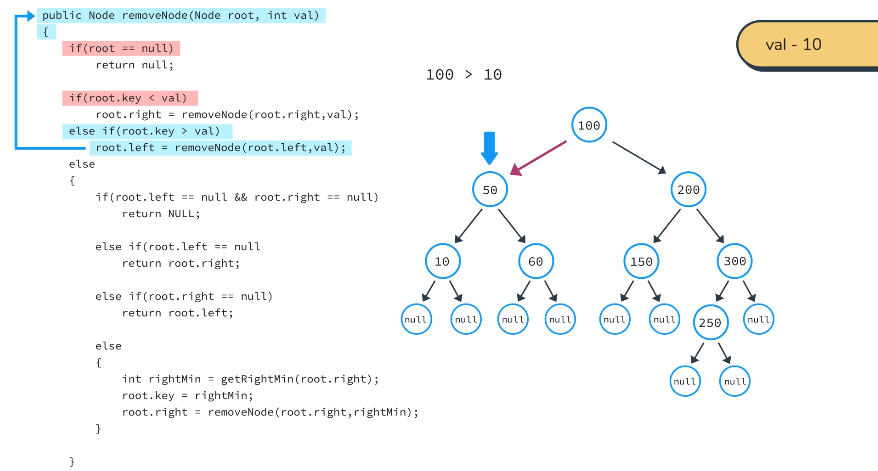 public Node removeNode(Node root, int val)
{
if(root == null)
return null;
if(root.key < val)
root.right = removeNode(root.right,val);
else if(root.key > val)
root.left = removeNode(root.left,val);
else
{
if(root.left == null && root.right == null)
return NULL;
else if(root.left == null
return root.right;
else if(root.right == null)
return root.left;
else
{
int rightMin = getRightMin(root.right);
root.key = rightMin;
root.right = removeNode(root.right,rightMin);
}
}
val - 10
100 > 10
100
50 200
10 60 150 300
null null null null null null 250 null
null null